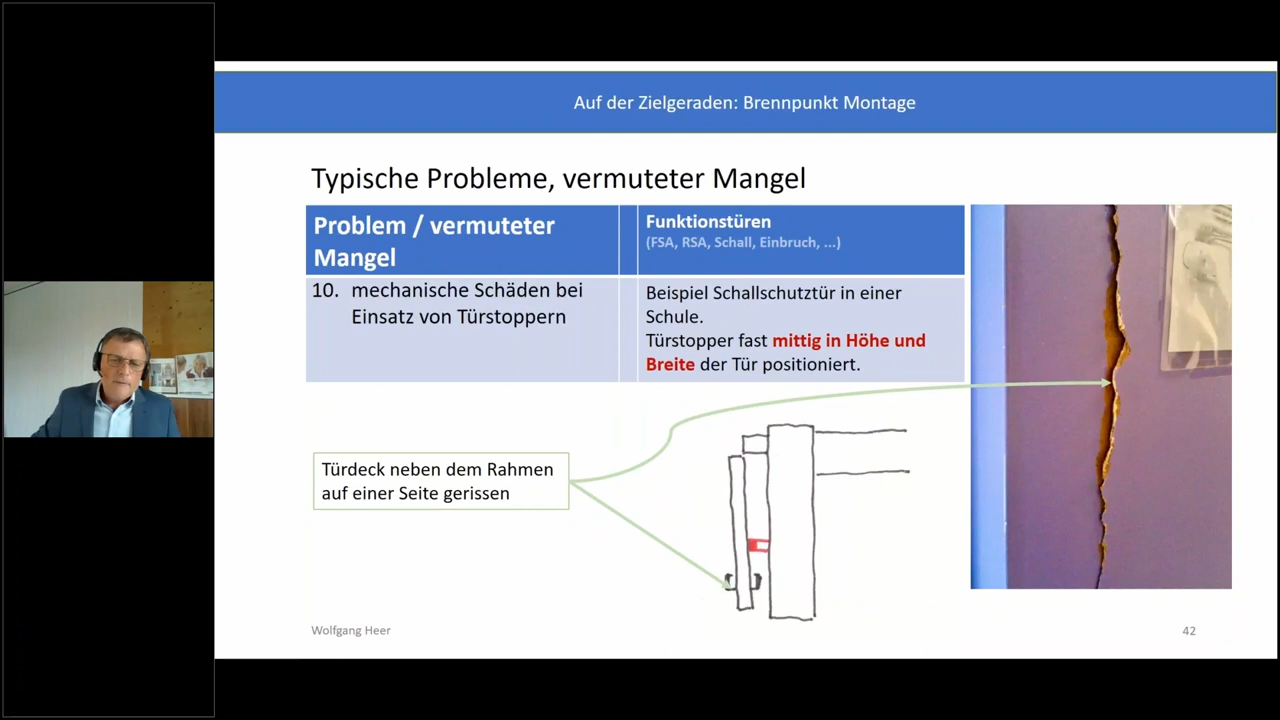 Auf der Zielgeraden: Brennpunkt Montage
Typische Probleme, vermuteter Mangel
Problem / vermuteter
Mangel
Funktionstüren
(FSA, RSA, Schall, Einbruch, ...)
10. mechanische Schäden bei
Einsatz von Türstoppern
Beispiel Schallschutztür in einer
Schule.
Türstopper fast mittig in Höhe und
Breite der Tür positioniert.
Türdeck neben dem Rahmen
auf einer Seite gerissen
Wolfgang Heer
42